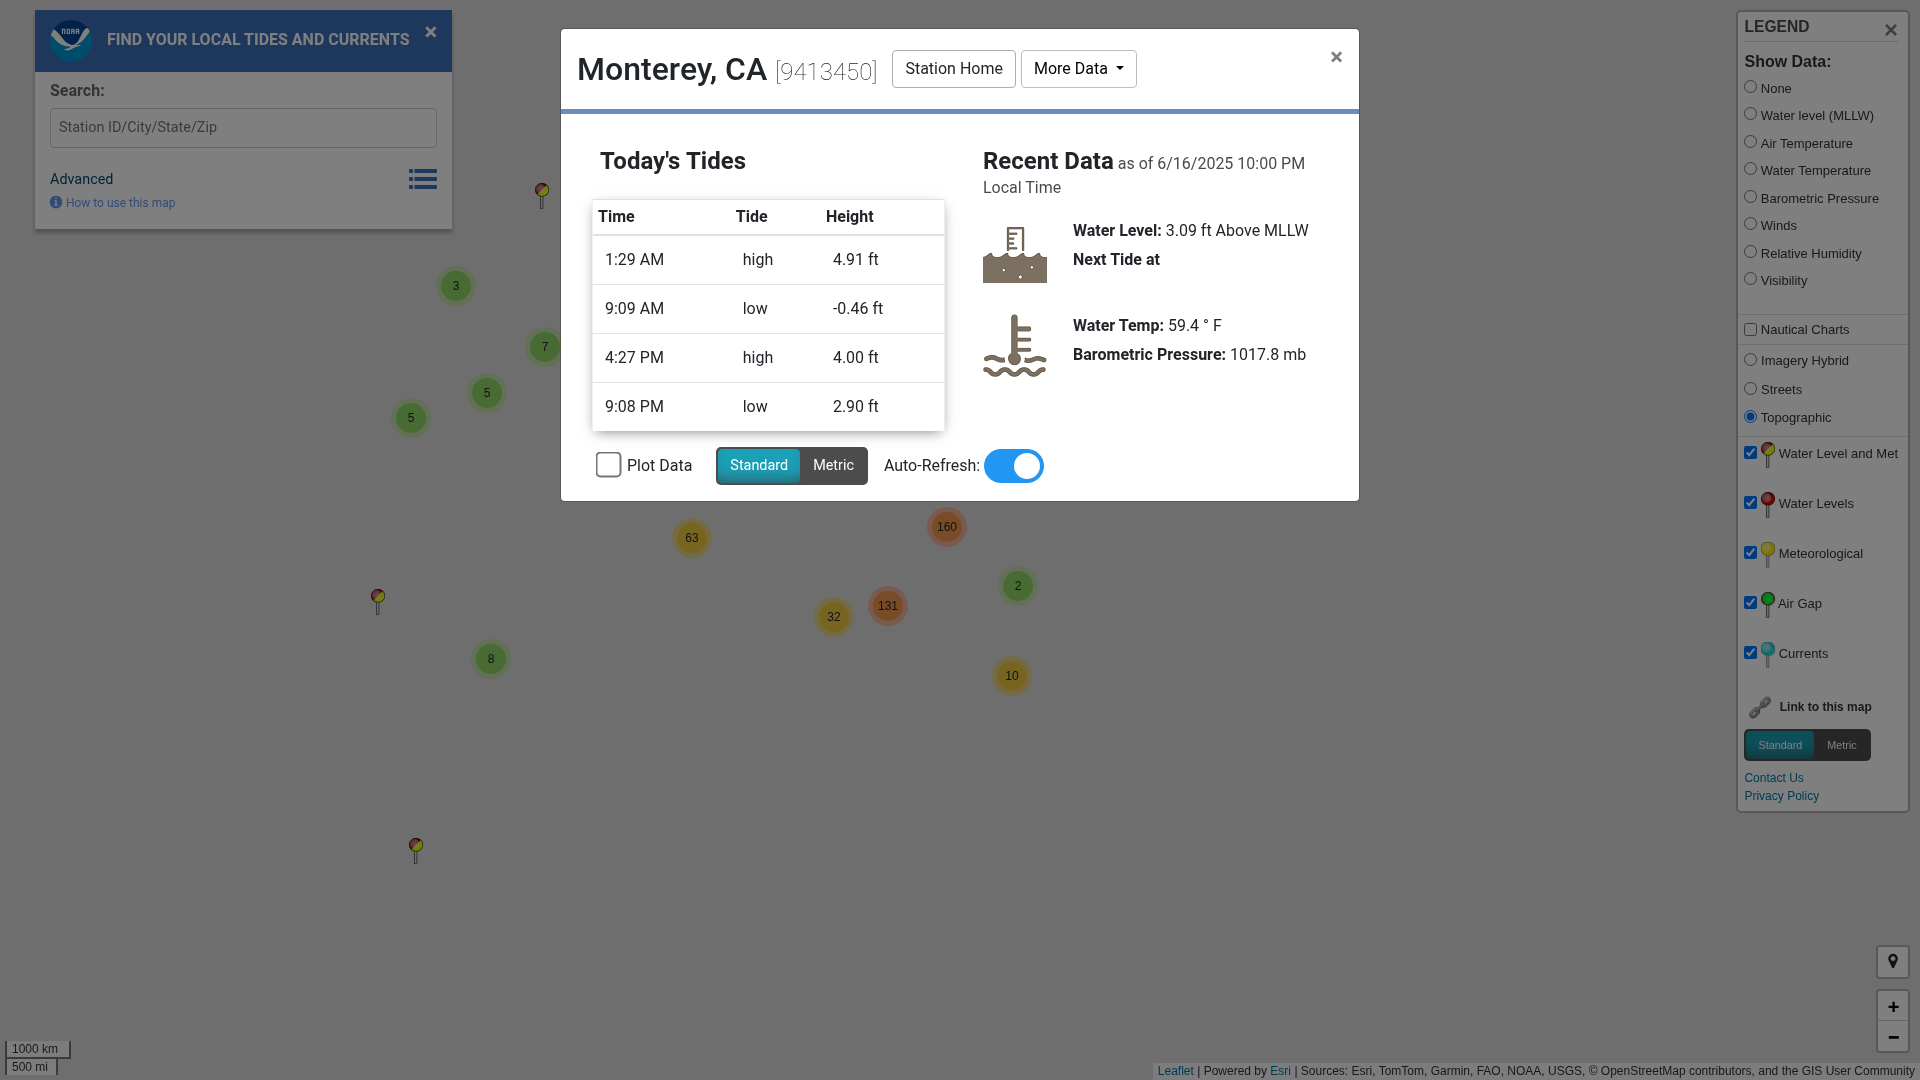 NOAA
FIND YOUR LOCAL TIDES AND CURRENTS
×
Search:
Station ID/City/State/Zip
Advanced
How to use this map
Monterey, CA [9413450]
Station Home
More Data
×
Today's Tides
Time Tide Height
1:29 AM high 4.91 ft
9:09 AM low -0.46 ft
4:27 PM high 4.00 ft
9:08 PM low 2.90 ft
Recent Data as of 6/16/2025 10:00 PM
Local Time
Water Level: 3.09 ft Above MLLW
Next Tide at
Water Temp: 59.4 ° F
Barometric Pressure: 1017.8 mb
Plot Data
Standard Metric
Auto-Refresh:
3
7
5
5
160
63
2
131
32
8
10
LEGEND
×
Show Data:
None
Water level (MLLW)
Air Temperature
Water Temperature
Barometric Pressure
Winds
Relative Humidity
Visibility
Nautical Charts
Imagery Hybrid
Streets
Topographic
Water Level and Met
Water Levels
Meteorological
Air Gap
Currents
Link to this map
Standard Metric
Contact Us
Privacy Policy
+
−
1000 km
500 mi
Leaflet | Powered by Esri | Sources: Esri, TomTom, Garmin, FAO, NOAA, USGS, © OpenStreetMap contributors, and the GIS User Community